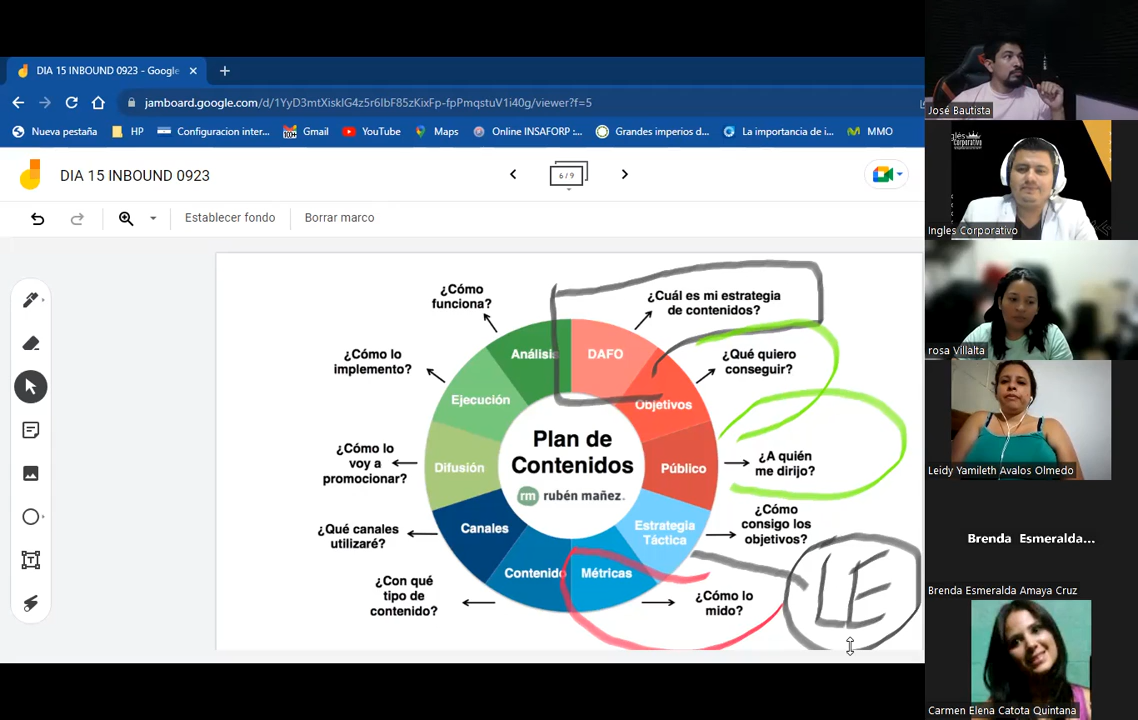 DIA 15 INBOUND 0923 - Google
jamboard.google.com/d/1YyD3mtXiskIG4z5r6IbF85zKixFp-fpPmqstuV1i40g/viewer?f=5
Nueva pestaña
HP
Configuracion inter...
Gmail
YouTube
Maps
Online INSAFORP :...
Grandes imperios d...
La importancia de i...
MMO
DIA 15 INBOUND 0923
6 / 9
Establecer fondo
Borrar marco
¿Cómo
funciona?
¿Cuál es mi estrategia
de contenidos?
¿Cómo lo
implemento?
Análisis
DAFO
¿Qué quiero
conseguir?
Ejecución
Objetivos
Plan de
Contenidos
rm rubén mañez.
¿Cómo lo
voy a
promocionar?
Difusión
Público
¿A quién
me dirijo?
¿Qué canales
utilizaré?
Canales
Estrategia
Táctica
¿Cómo
consigo los
objetivos?
¿Con qué
tipo de
contenido?
Contenido
Métricas
¿Cómo lo
mido?
LE
José Bautista
Ingles Corporativo
rosa Villalta
Leidy Yamileth Avalos Olmedo
Brenda Esmeralda...
Brenda Esmeralda Amaya Cruz
Carmen Elena Catota Quintana